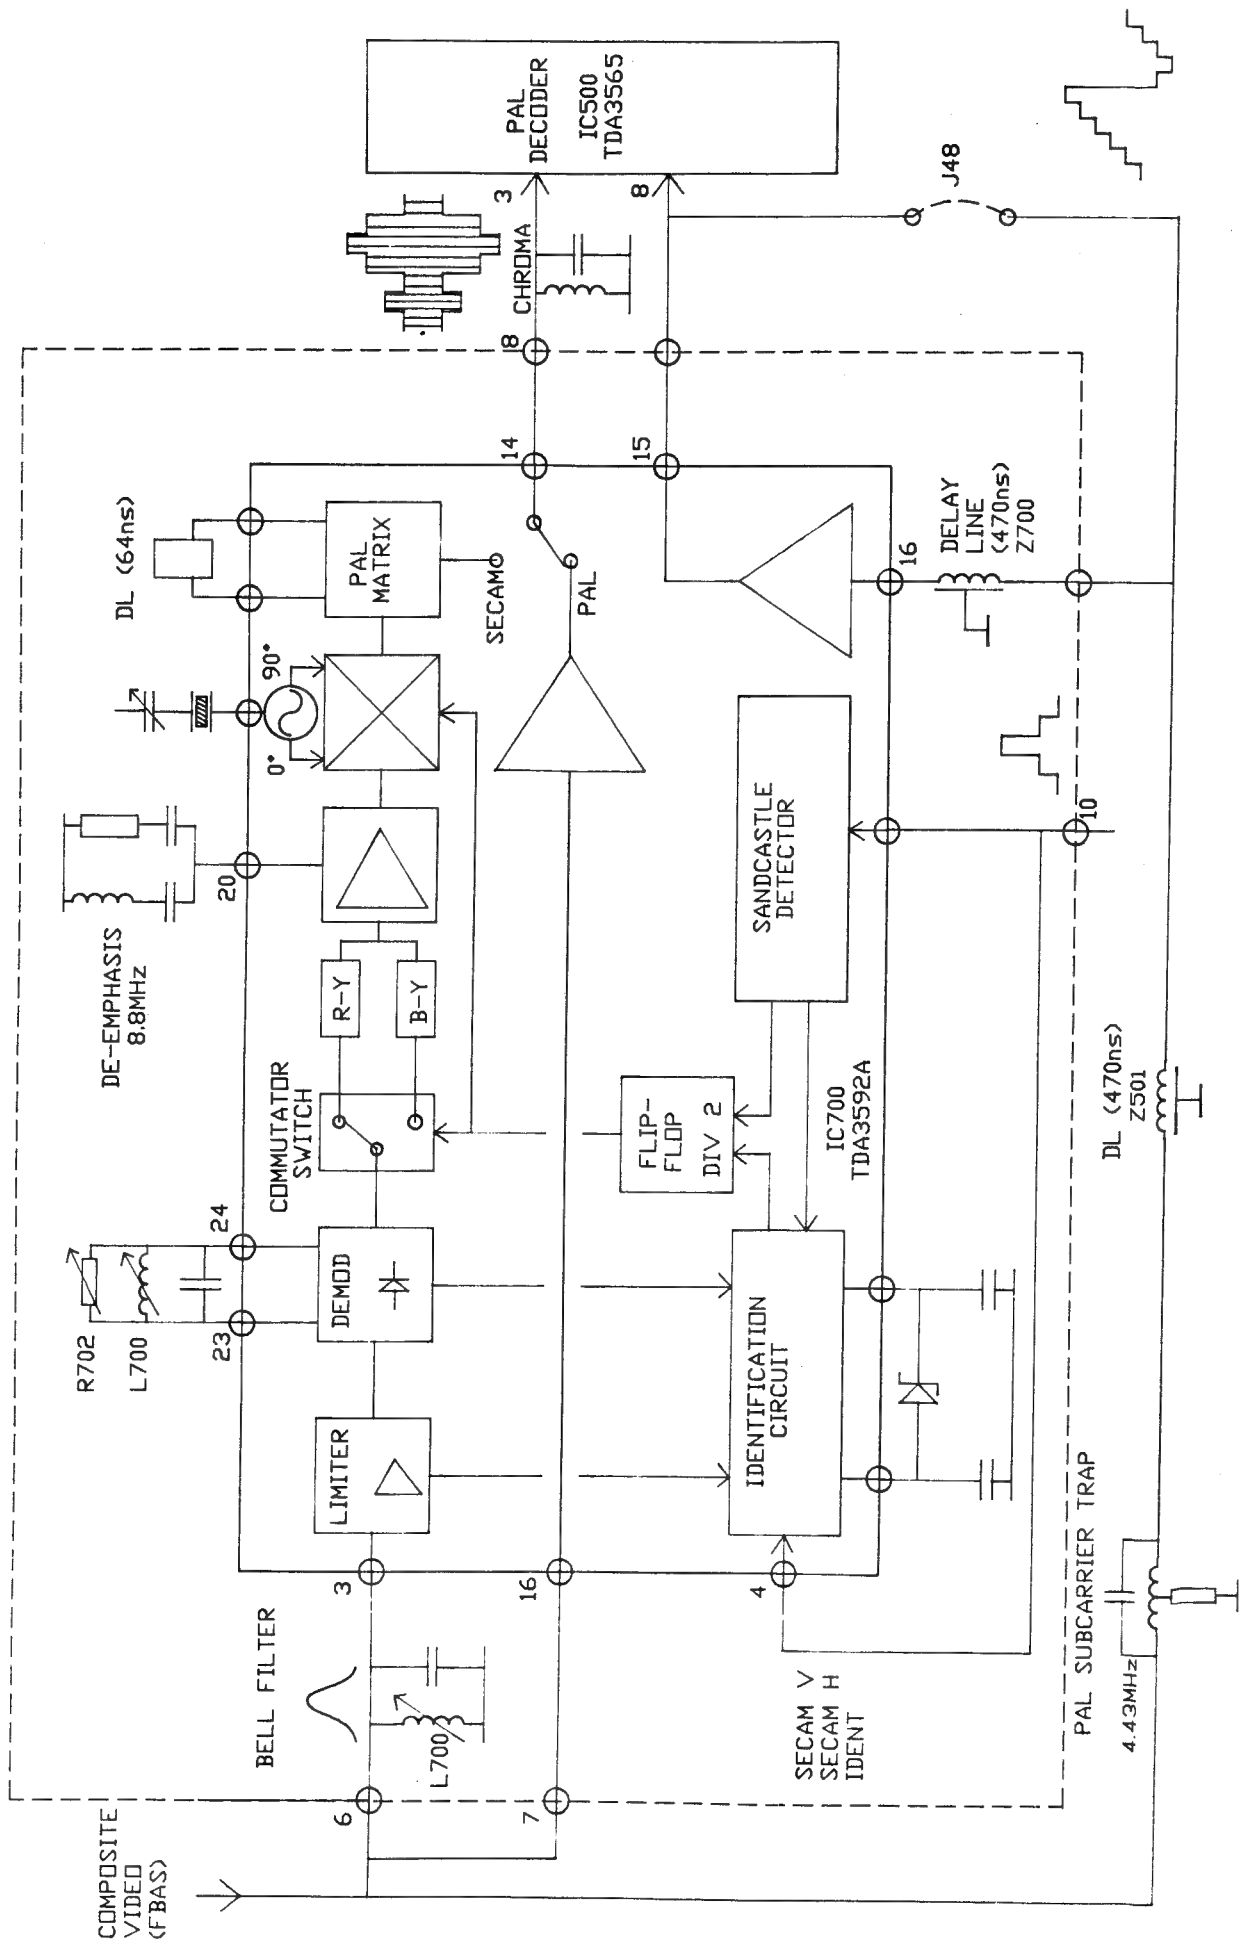 COMPOSITE
VIDEO
(FBAS)
6
7
BELL FILTER
L700
3
16
4
SECAM V
SECAM H
IDENT
PAL SUBCARRIER TRAP
4.43MHz
R702
L700
23
24
LIMITER
DEMOD
COMMUTATOR
SWITCH
R-Y
B-Y
DE-EMPHASIS
8.8MHz
20
0°
90°
DL (64ns)
PAL
MATRIX
SECAM
PAL
14
8
15
CHROMA
3
8
PAL
DECODER
IC500
TDA3565
J48
IDENTIFICATION
CIRCUIT
FLIP-
FLOP
DIV 2
SANDCASTLE
DETECTOR
IC700
TDA3592A
16
DELAY
LINE
(470ns)
Z700
10
DL (470ns)
Z501